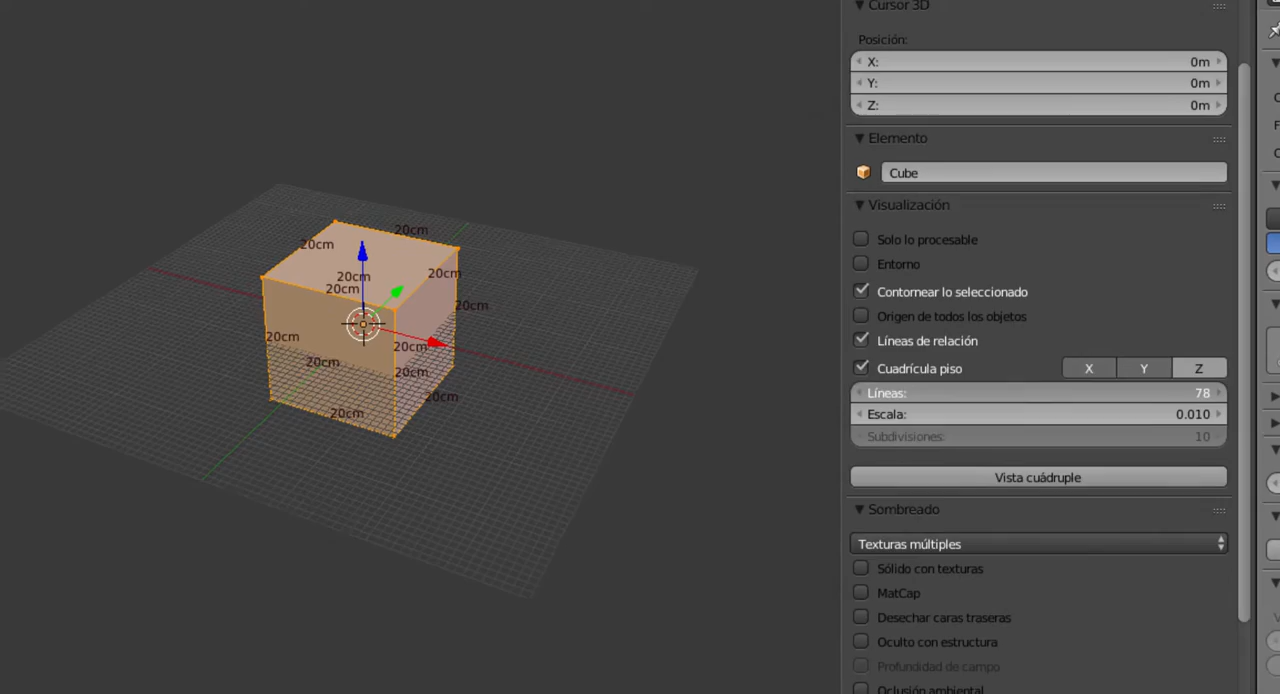 Cursor 3D
Posición:
X: 0m
Y: 0m
Z: 0m
Elemento
Cube
Visualización
Solo lo procesable
Entorno
Contornear lo seleccionado
Origen de todos los objetos
Líneas de relación
Cuadrícula piso X Y Z
Líneas: 78
Escala: 0.010
Subdivisiones: 10
Vista cuádruple
Sombreado
Texturas múltiples
Sólido con texturas
MatCap
Desechar caras traseras
Oculto con estructura
Profundidad de campo
Oclusión ambiental
20cm
20cm
20cm
20cm
20cm
20cm
20cm
20cm
20cm
20cm
20cm
20cm